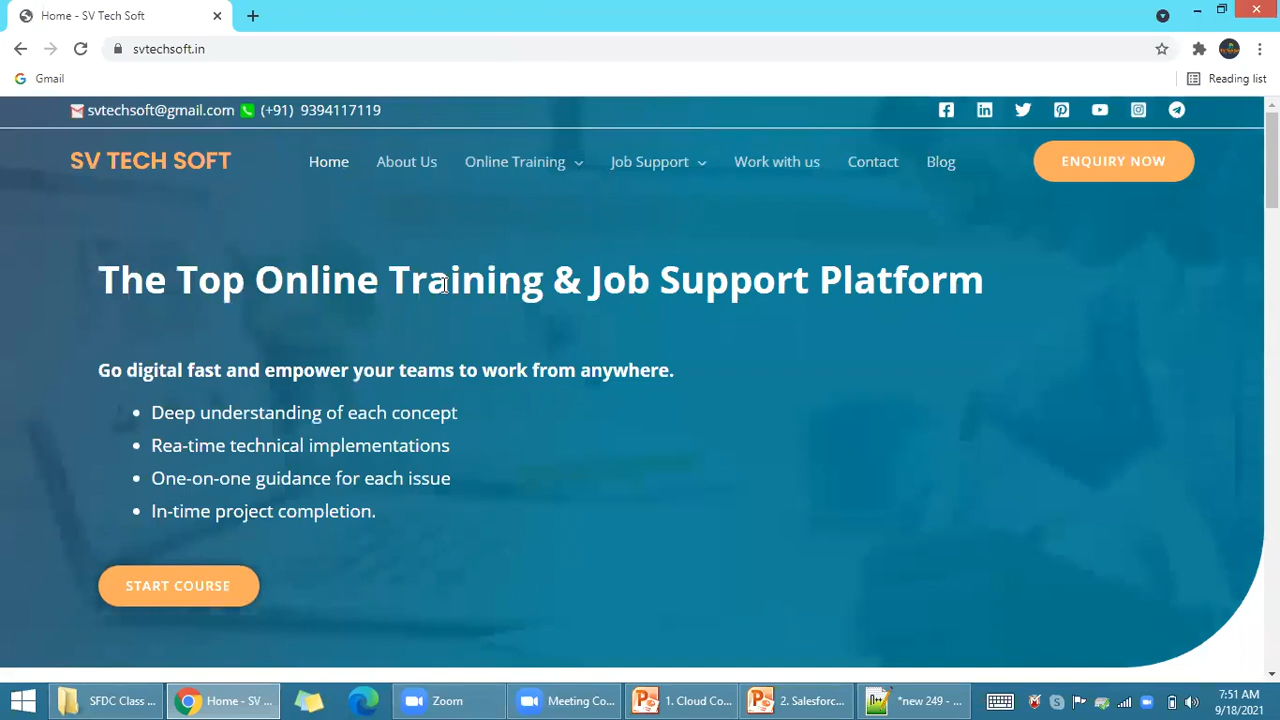 Home - SV Tech Soft
svtechsoft.in
Gmail
Reading list
svtechsoft@gmail.com (+91) 9394117119
SV TECH SOFT
Home About Us Online Training Job Support Work with us Contact Blog
ENQUIRY NOW
The Top Online Training & Job Support Platform
Go digital fast and empower your teams to work from anywhere.
• Deep understanding of each concept
• Rea-time technical implementations
• One-on-one guidance for each issue
• In-time project completion.
START COURSE
SFDC Class ...
Home - SV ...
Zoom
Meeting Co...
1. Cloud Co...
2. Salesforc...
*new 249 - ...
7:51 AM
9/18/2021